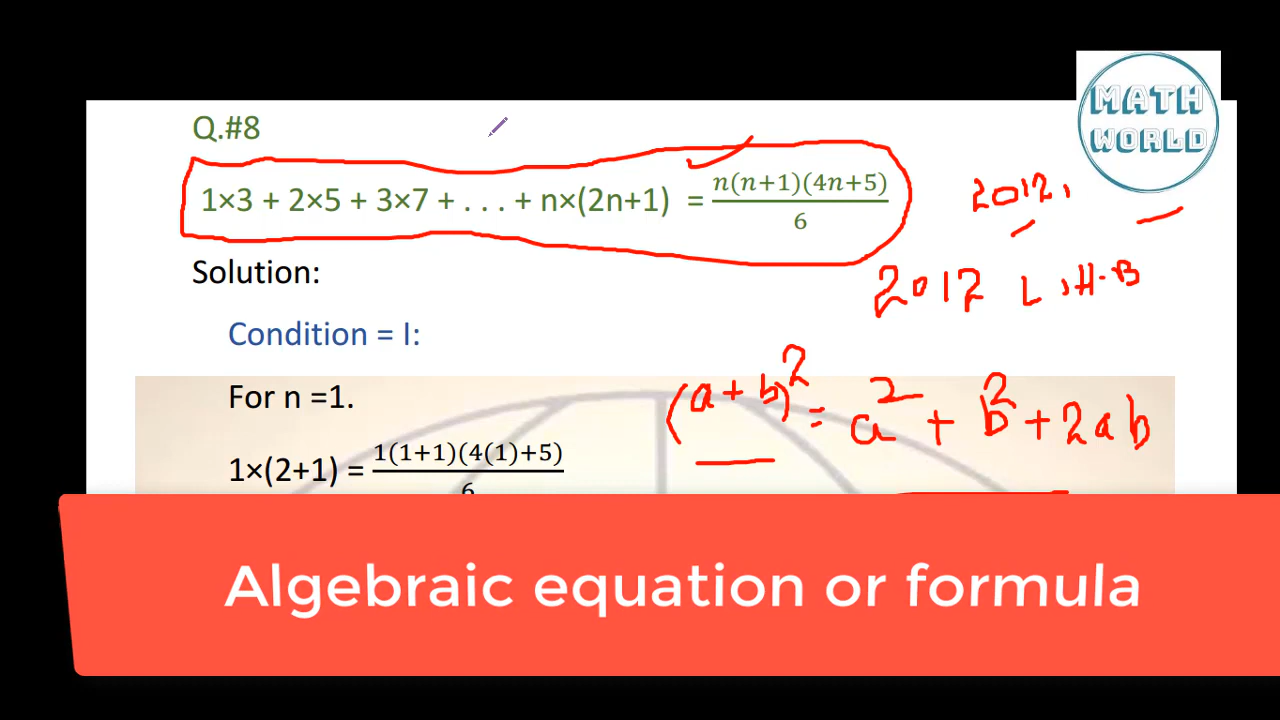 MATH
WORLD
Q.#8
1×3 + 2×5 + 3×7 + . . . + n×(2n+1) = n(n+1)(4n+5)/6
2012,
Solution:
2012 L,H-B
Condition = I:
(a+b)² = a² + b² + 2ab
For n =1.
1×(2+1) = 1(1+1)(4(1)+5)/6
Algebraic equation or formula